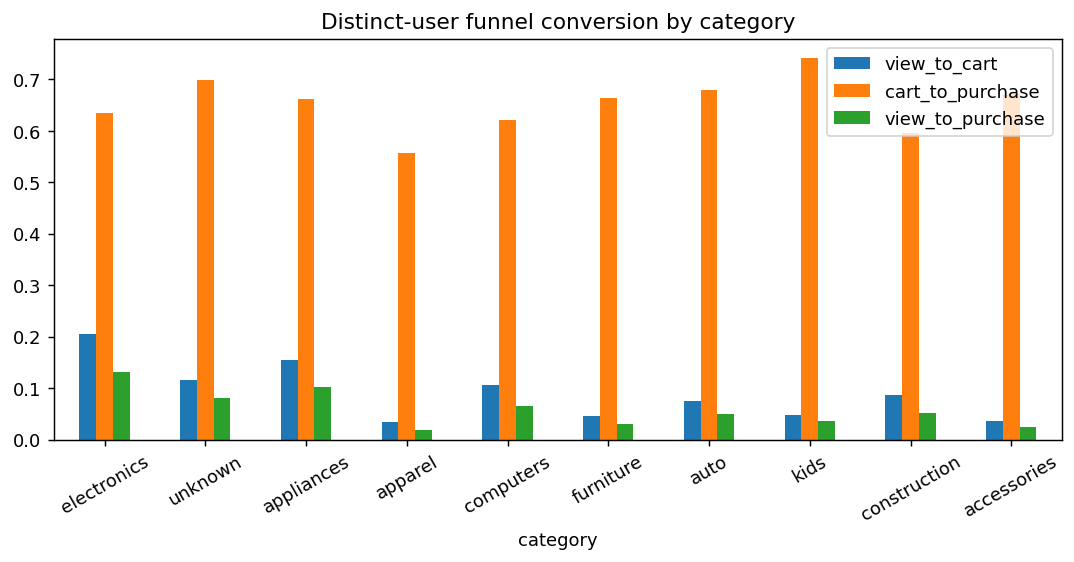 Distinct-user funnel conversion by category
view_to_cart
cart_to_purchase
view_to_purchase
0.7
0.6
0.5
0.4
0.3
0.2
0.1
0.0
electronics
unknown
appliances
apparel
computers
furniture
auto
kids
construction
accessories
category